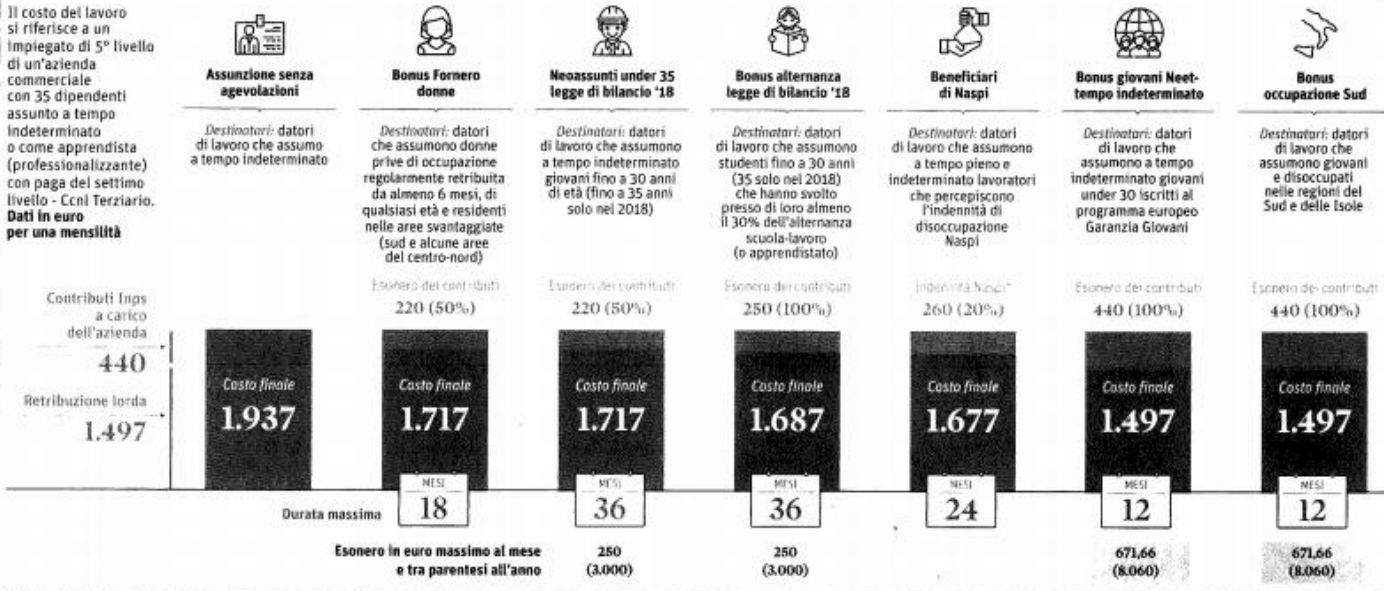 Il costo del lavoro
si riferisce a un
impiegato di 5° livello
di un'azienda
commerciale
con 35 dipendenti
assunto a tempo
indeterminato
o come apprendista
(professionalizzante)
con paga del settimo
livello - Ccnl Terziario.
Dati in euro
per una mensilità
Contributi Inps
a carico
dell'azienda
440
Retribuzione lorda
1.497
Assunzione senza
agevolazioni
Destinatari: datori
di lavoro che assumo
a tempo indeterminato
Costo finale
1.937
Bonus Fornero
donne
Destinatari: datori
che assumono donne
prive di occupazione
regolarmente retribuita
da almeno 6 mesi, di
qualsiasi età e residenti
nelle aree svantaggiate
(sud e alcune aree
del centro-nord)
Esonero dei contributi
220 (50%)
Costo finale
1.717
MESI
18
Neoassunti under 35
legge di bilancio '18
Destinatari: datori
di lavoro che assumono
a tempo indeterminato
giovani fino a 30 anni
di età (fino a 35 anni
solo nel 2018)
Esonero dei contributi
220 (50%)
Costo finale
1.717
MESI
36
Bonus alternanza
legge di bilancio '18
Destinatari: datori
di lavoro che assumono
studenti fino a 30 anni
(35 solo nel 2018)
che hanno svolto
presso di loro almeno
il 30% dell'alternanza
scuola-lavoro
(o apprendistato)
Esonero dei contributi
250 (100%)
Costo finale
1.687
MESI
36
Beneficiari
di Naspi
Destinatari: datori
di lavoro che assumono
a tempo pieno e
indeterminato lavoratori
che percepiscono
l'indennità di
disoccupazione
Naspi
Indennità Naspi*
260 (20%)
Costo finale
1.677
MESI
24
Bonus giovani Neet-
tempo indeterminato
Destinatari: datori
di lavoro che
assumono a tempo
indeterminato giovani
under 30 iscritti al
programma europeo
Garanzia Giovani
Esonero dei contributi
440 (100%)
Costo finale
1.497
MESI
12
Bonus
occupazione Sud
Destinatari: datori
di lavoro che
assumono giovani
e disoccupati
nelle regioni del
Sud e delle Isole
Esonero dei contributi
440 (100%)
Costo finale
1.497
MESI
12
Durata massima
Esonero in euro massimo al mese
e tra parentesi all'anno
250
(3.000)
250
(3.000)
671,66
(8.060)
671,66
(8.060)